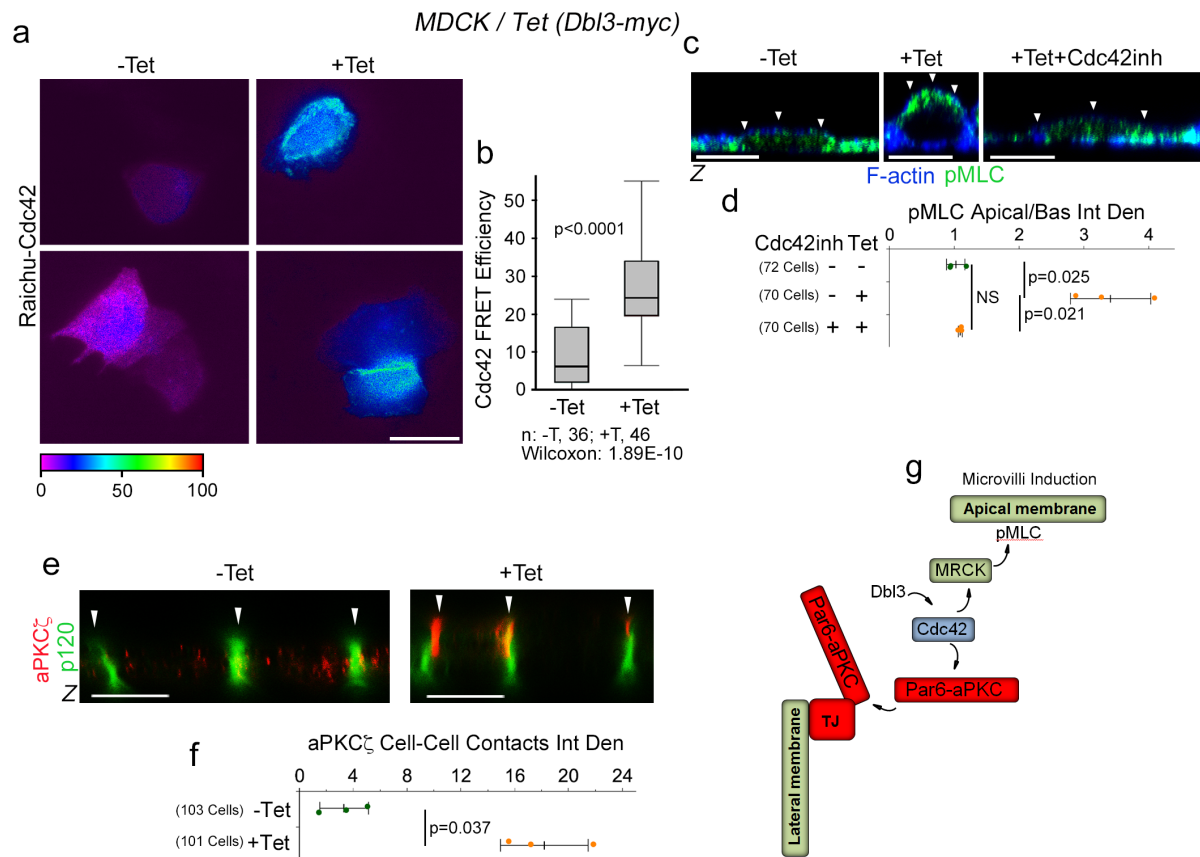 MDCK / Tet (Dbl3-myc)
a
-Tet
+Tet
Raichu-Cdc42
0
50
100
b
Cdc42 FRET Efficiency
50
40
30
20
10
0
p<0.0001
-Tet
+Tet
n: -T, 36; +T, 46
Wilcoxon: 1.89E-10
c
-Tet
+Tet
+Tet+Cdc42inh
Z
F-actin pMLC
d
pMLC Apical/Bas Int Den
0 1 2 3 4
Cdc42inh Tet
(72 Cells) - -
(70 Cells) - +
(70 Cells) + +
NS
p=0.025
p=0.021
e
-Tet
+Tet
aPKCζ
p120
Z
f
aPKCζ Cell-Cell Contacts Int Den
0 4 8 12 16 20 24
(103 Cells) -Tet
(101 Cells) +Tet
p=0.037
g
Microvilli Induction
Apical membrane
pMLC
MRCK
Dbl3
Cdc42
Par6-aPKC
Par6-aPKC
TJ
Lateral membrane